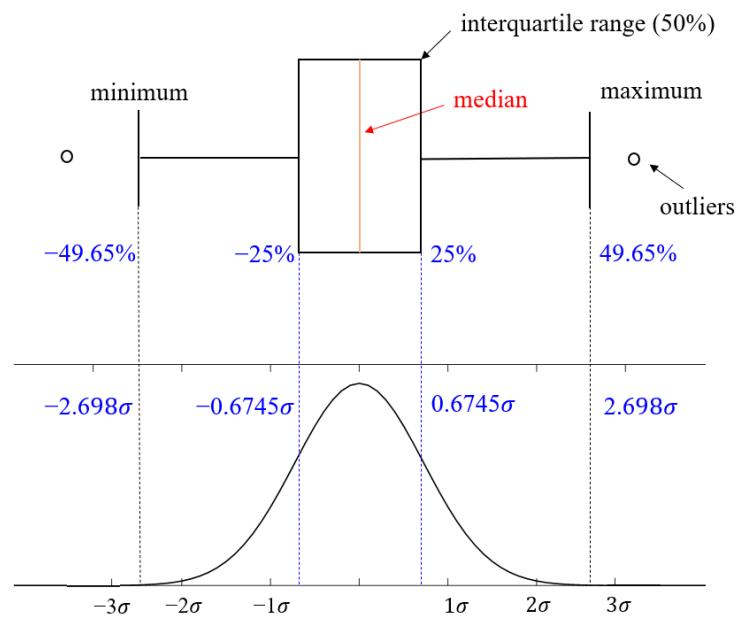 interquartile range (50%)
minimum
median
maximum
outliers
−49.65%
−25%
25%
49.65%
−2.698σ
−0.6745σ
0.6745σ
2.698σ
−3σ
−2σ
−1σ
1σ
2σ
3σ